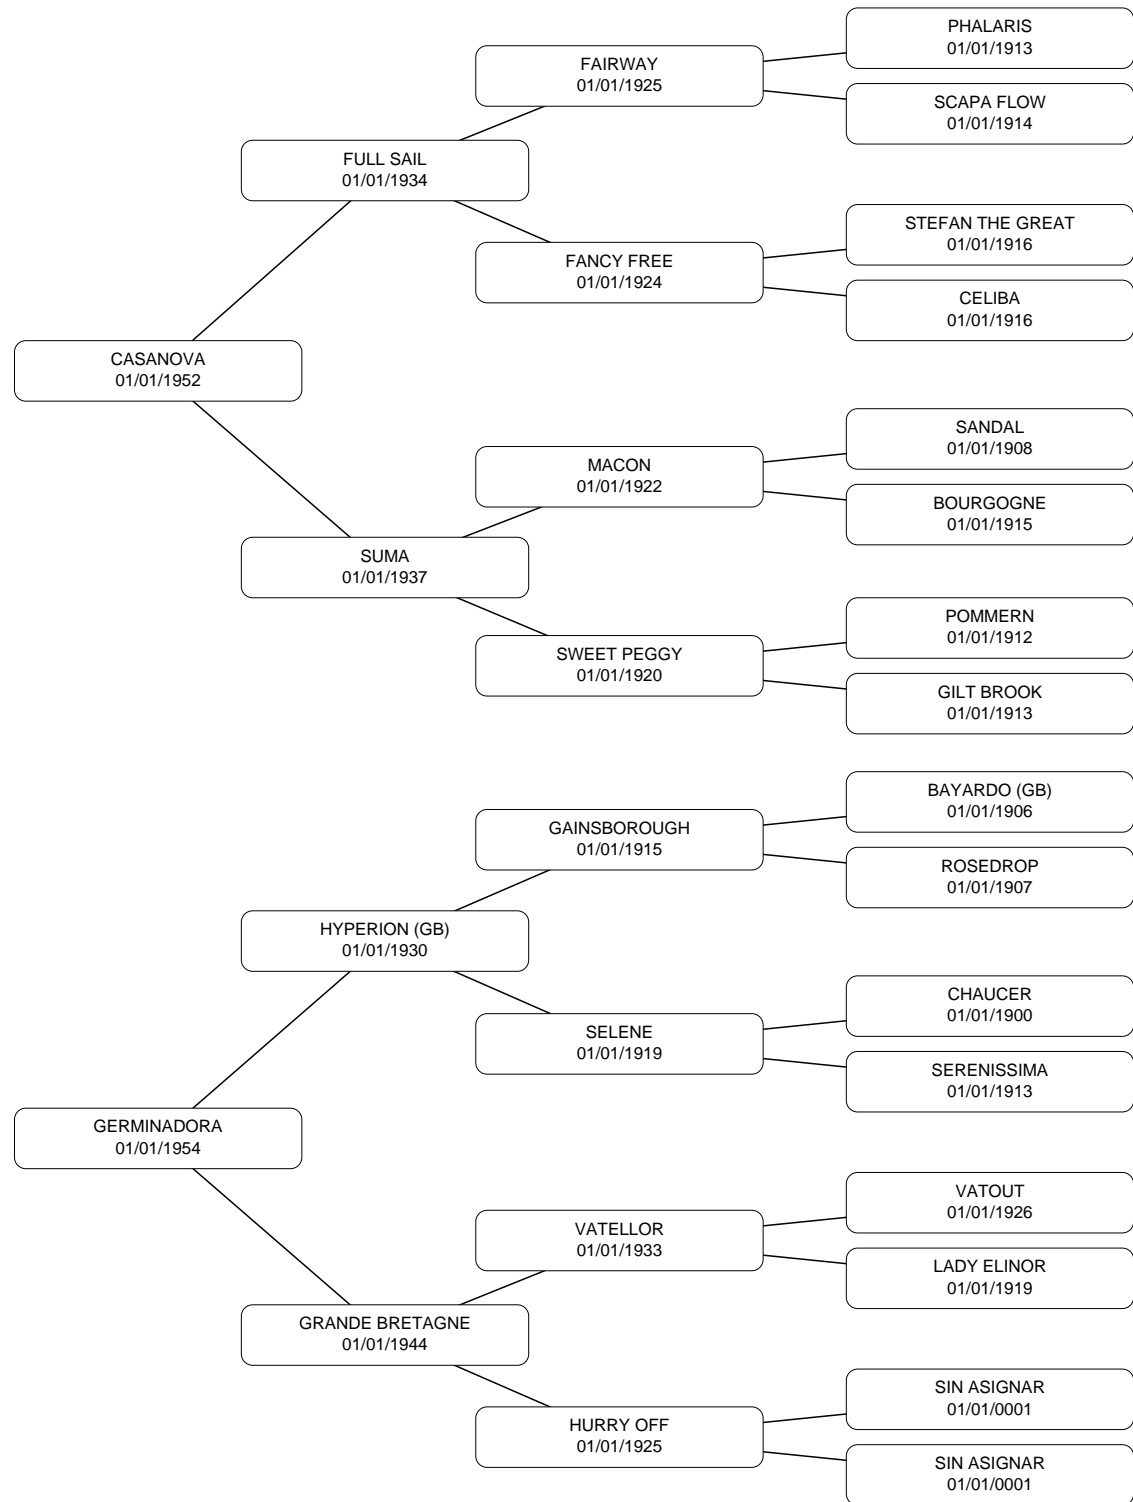 PHALARIS
01/01/1913
FAIRWAY
01/01/1925
SCAPA FLOW
01/01/1914
FULL SAIL
01/01/1934
STEFAN THE GREAT
01/01/1916
FANCY FREE
01/01/1924
CELIBA
01/01/1916
CASANOVA
01/01/1952
SANDAL
01/01/1908
MACON
01/01/1922
BOURGOGNE
01/01/1915
SUMA
01/01/1937
POMMERN
01/01/1912
SWEET PEGGY
01/01/1920
GILT BROOK
01/01/1913
BAYARDO (GB)
01/01/1906
GAINSBOROUGH
01/01/1915
ROSEDROP
01/01/1907
HYPERION (GB)
01/01/1930
CHAUCER
01/01/1900
SELENE
01/01/1919
SERENISSIMA
01/01/1913
GERMINADORA
01/01/1954
VATOUT
01/01/1926
VATELLOR
01/01/1933
LADY ELINOR
01/01/1919
GRANDE BRETAGNE
01/01/1944
SIN ASIGNAR
01/01/0001
HURRY OFF
01/01/1925
SIN ASIGNAR
01/01/0001